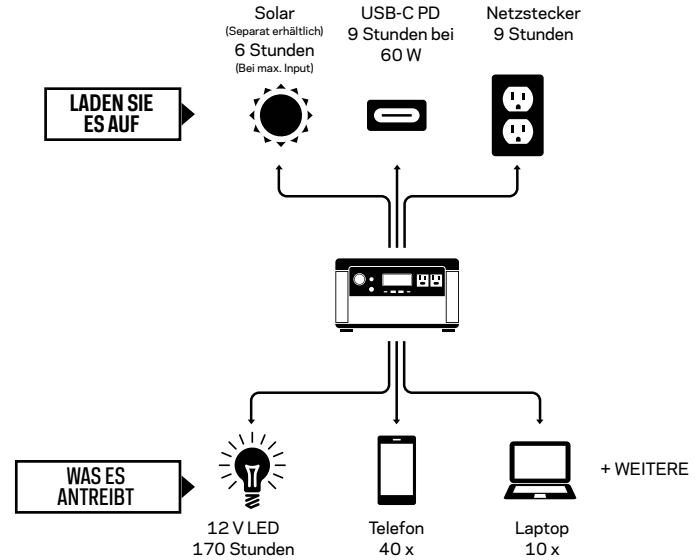 Solar
(Separat erhältlich)
6 Stunden
(Bei max. Input)
USB-C PD
9 Stunden bei
60 W
Netzstecker
9 Stunden
LADEN SIE
ES AUF
WAS ES
ANTREIBT
12 V LED
170 Stunden
Telefon
40 x
Laptop
10 x
+ WEITERE